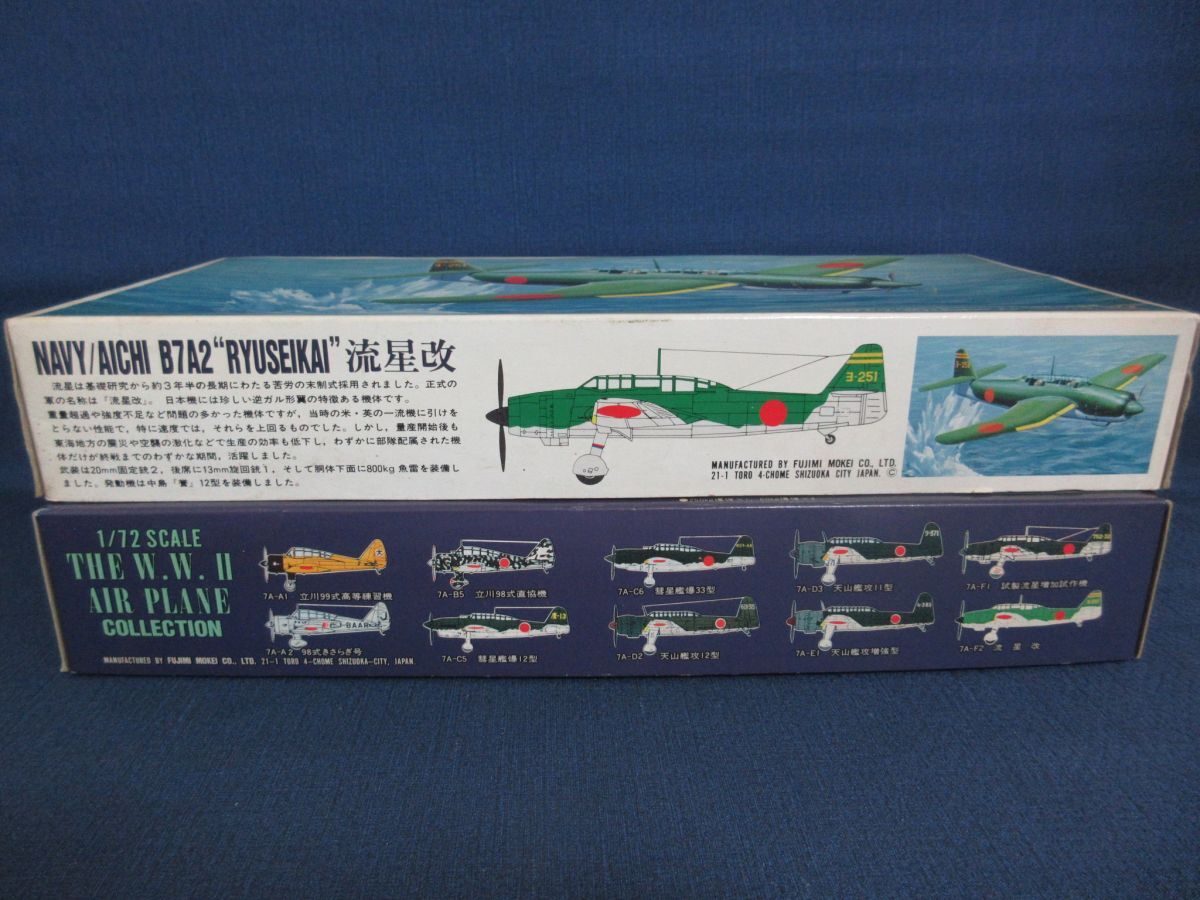 NAVY/AICHI B7A2“RYUSEIKAI”流星改
流星は基礎研究から約3年半の長期にわたる苦労の末制式採用されました。正式の
軍の名称は「流星改」。日本機には珍しい逆ガル形翼の特徴ある機体です。
重量超過や強度不足など問題の多かった機体ですが，当時の米・英の一流機に引けを
とらない性能で，特に速度では，それらを上回るものでした。しかし，量産開始後も
東海地方の震災や空襲の激化などで生産の効率も低下し，わずかに部隊配属された機
体だけが終戦までのわずかな期間，活躍しました。
武装は20mm固定銃2，後席に13mm旋回銃1，そして胴体下面に800kg魚雷を装備し
ました。発動機は中島「誉」12型を装備しました。
ヨ-251
MANUFACTURED BY FUJIMI MOKEI CO., LTD.
21-1 TORO 4-CHOME SHIZUOKA CITY JAPAN. Ⓒ
1/72 SCALE
THE W.W. II
AIR PLANE
COLLECTION
MANUFACTURED BY FUJIMI MOKEI CO., LTD. 21-1 TORO 4-CHOME SHIZUOKA-CITY, JAPAN.
7A-A1 立川99式高等練習機
7A-B5 立川98式直協機
7A-C6 彗星艦爆33型
7A-D3 天山艦攻11型
7A-F1 試製流星増加試作機
BAAR
7A-A2 98式きさらぎ号
7A-C5 彗星艦爆12型
7A-D2 天山艦攻12型
7A-E1 天山艦攻増強型
7A-F2 流星改